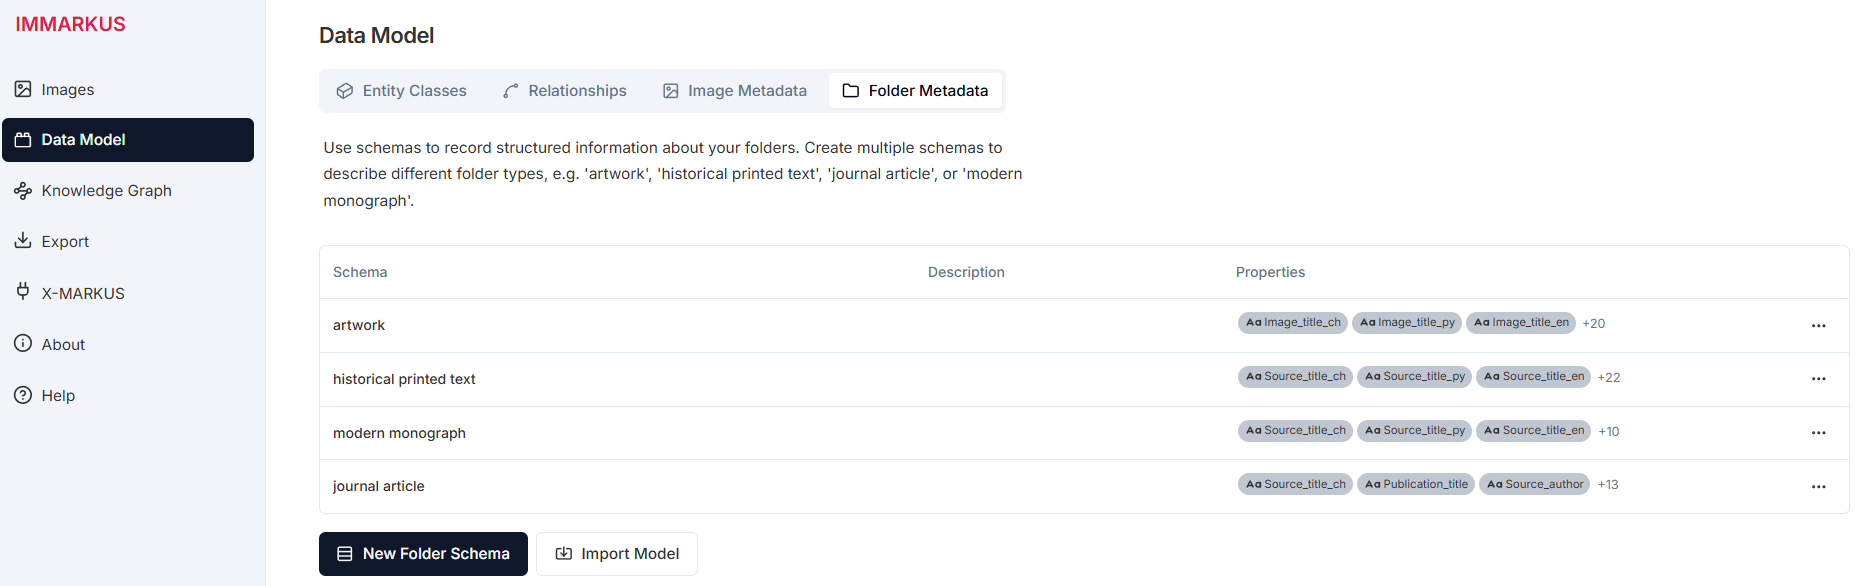 IMMARKUS
Images
Data Model
Knowledge Graph
Export
X-MARKUS
About
Help
Data Model
Entity Classes Relationships Image Metadata Folder Metadata
Use schemas to record structured information about your folders. Create multiple schemas to
describe different folder types, e.g. 'artwork', 'historical printed text', 'journal article', or 'modern
monograph'.
Schema Description Properties
artwork Aa Image_title_ch Aa Image_title_py Aa Image_title_en +20
historical printed text Aa Source_title_ch Aa Source_title_py Aa Source_title_en +22
modern monograph Aa Source_title_ch Aa Source_title_py Aa Source_title_en +10
journal article Aa Source_title_ch Aa Publication_title Aa Source_author +13
New Folder Schema Import Model